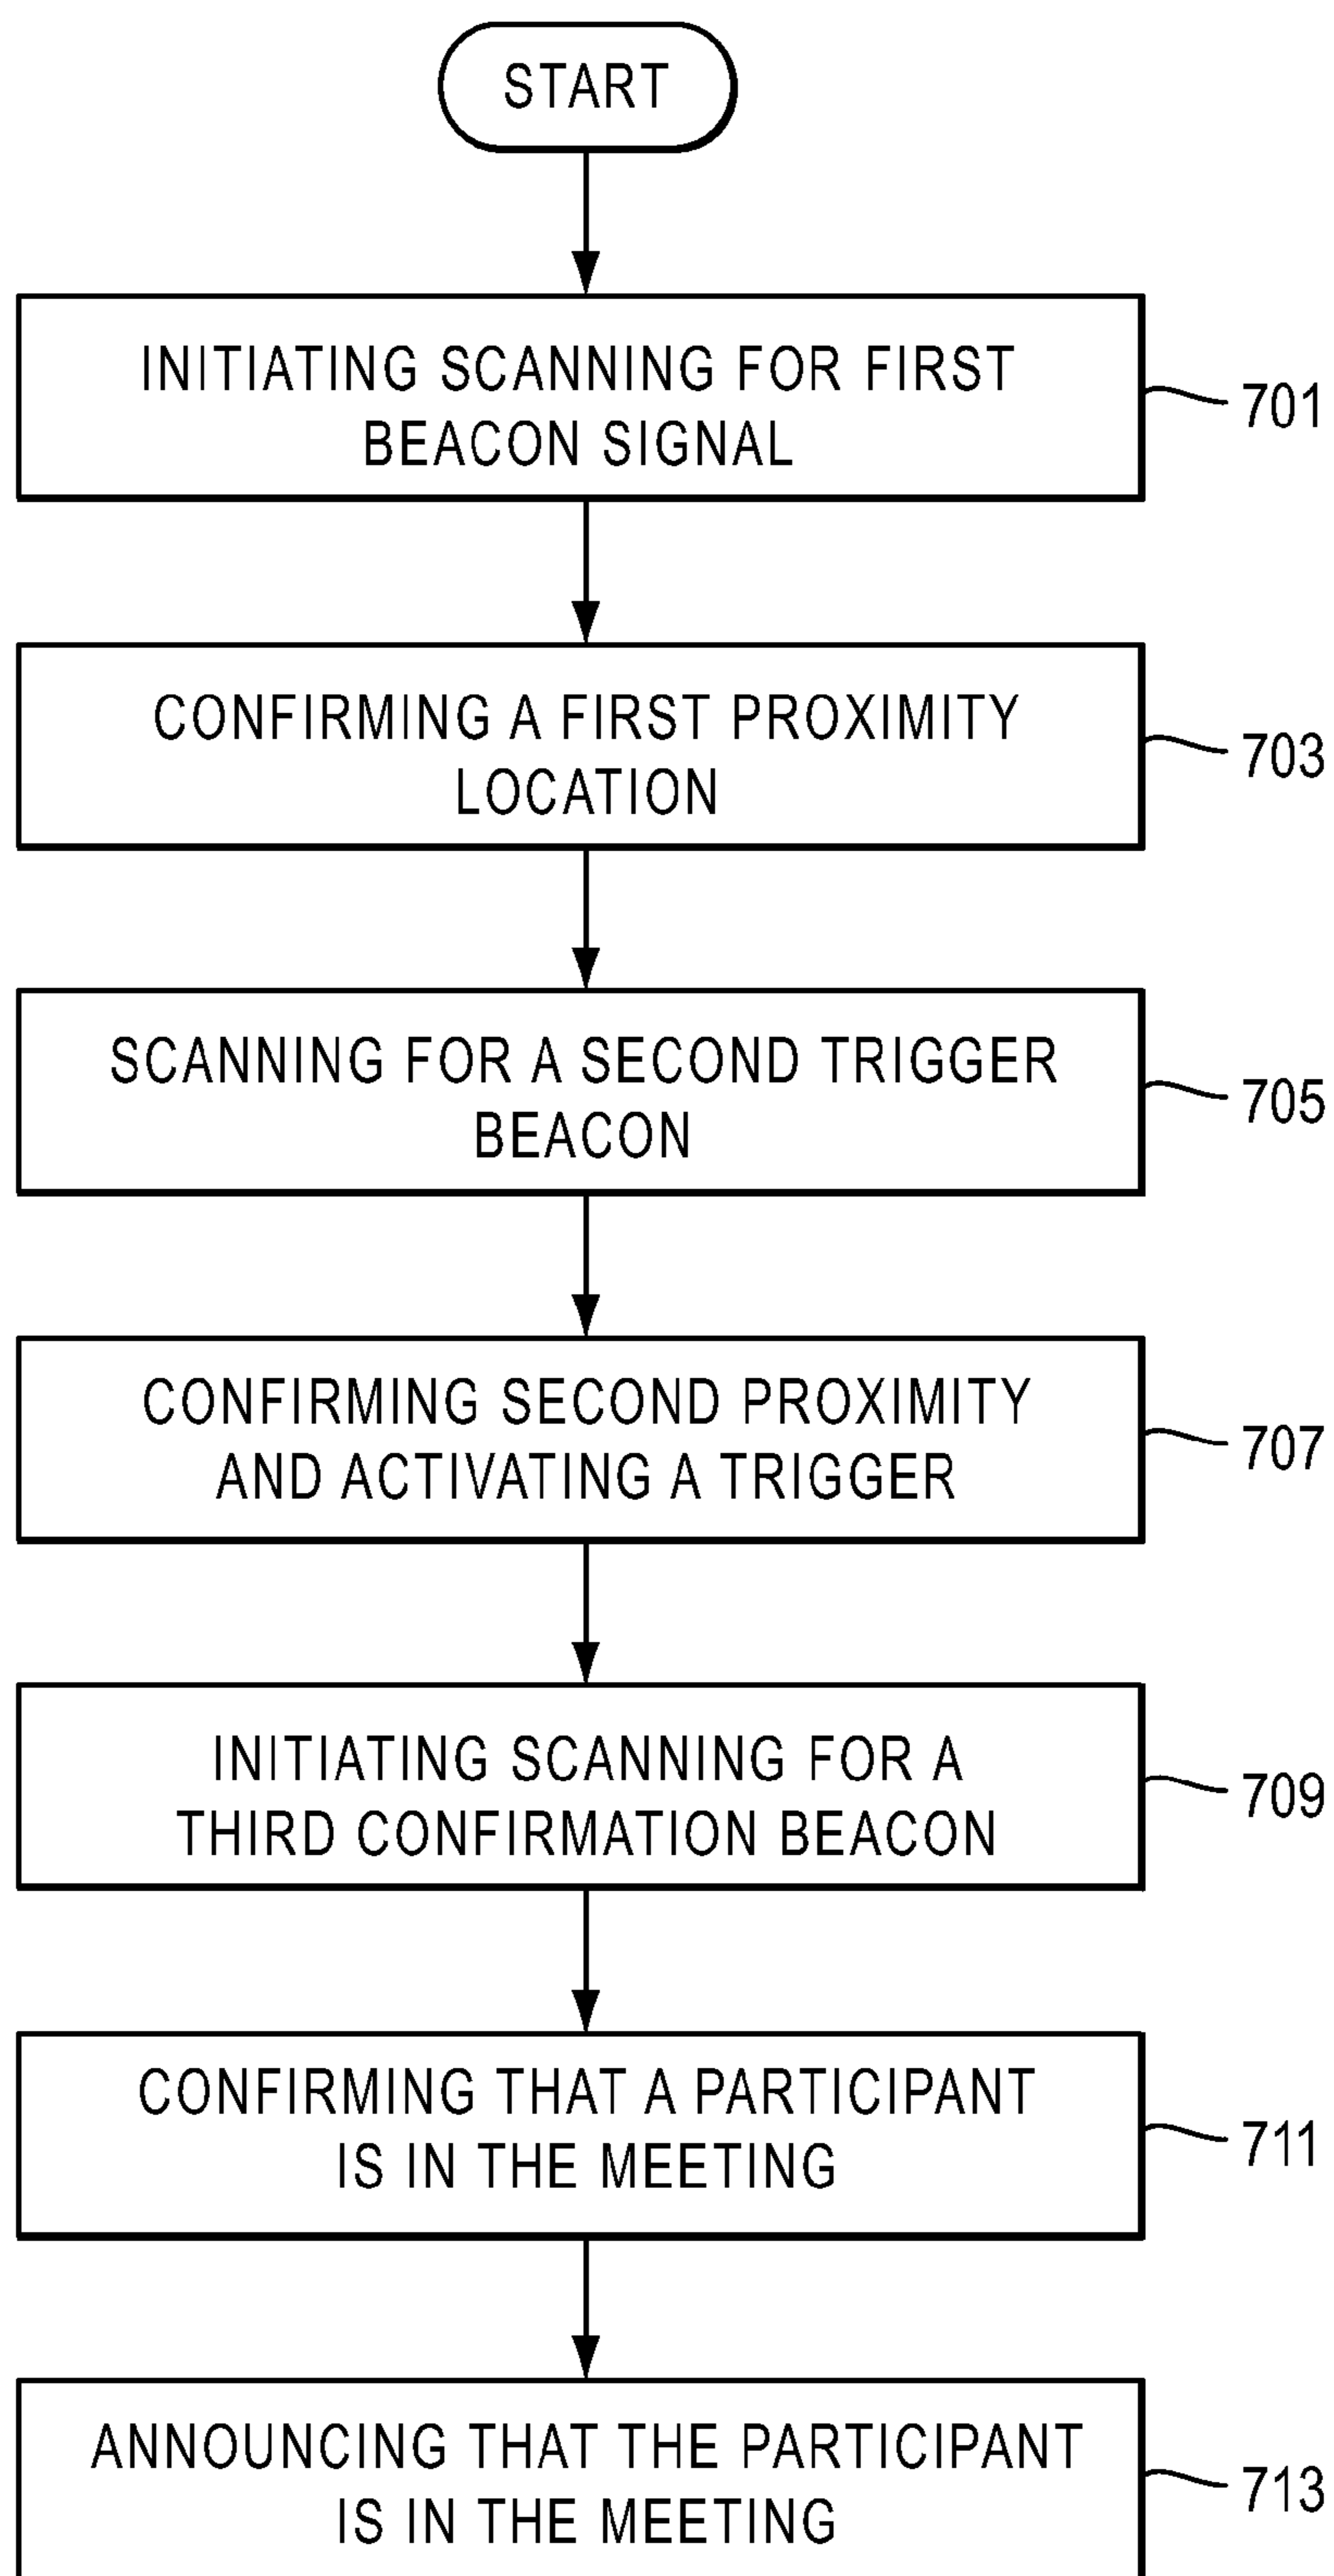 START
INITIATING SCANNING FOR FIRST
BEACON SIGNAL
701
CONFIRMING A FIRST PROXIMITY
LOCATION
703
SCANNING FOR A SECOND TRIGGER
BEACON
705
CONFIRMING SECOND PROXIMITY
AND ACTIVATING A TRIGGER
707
INITIATING SCANNING FOR A
THIRD CONFIRMATION BEACON
709
CONFIRMING THAT A PARTICIPANT
IS IN THE MEETING
711
ANNOUNCING THAT THE PARTICIPANT
IS IN THE MEETING
713